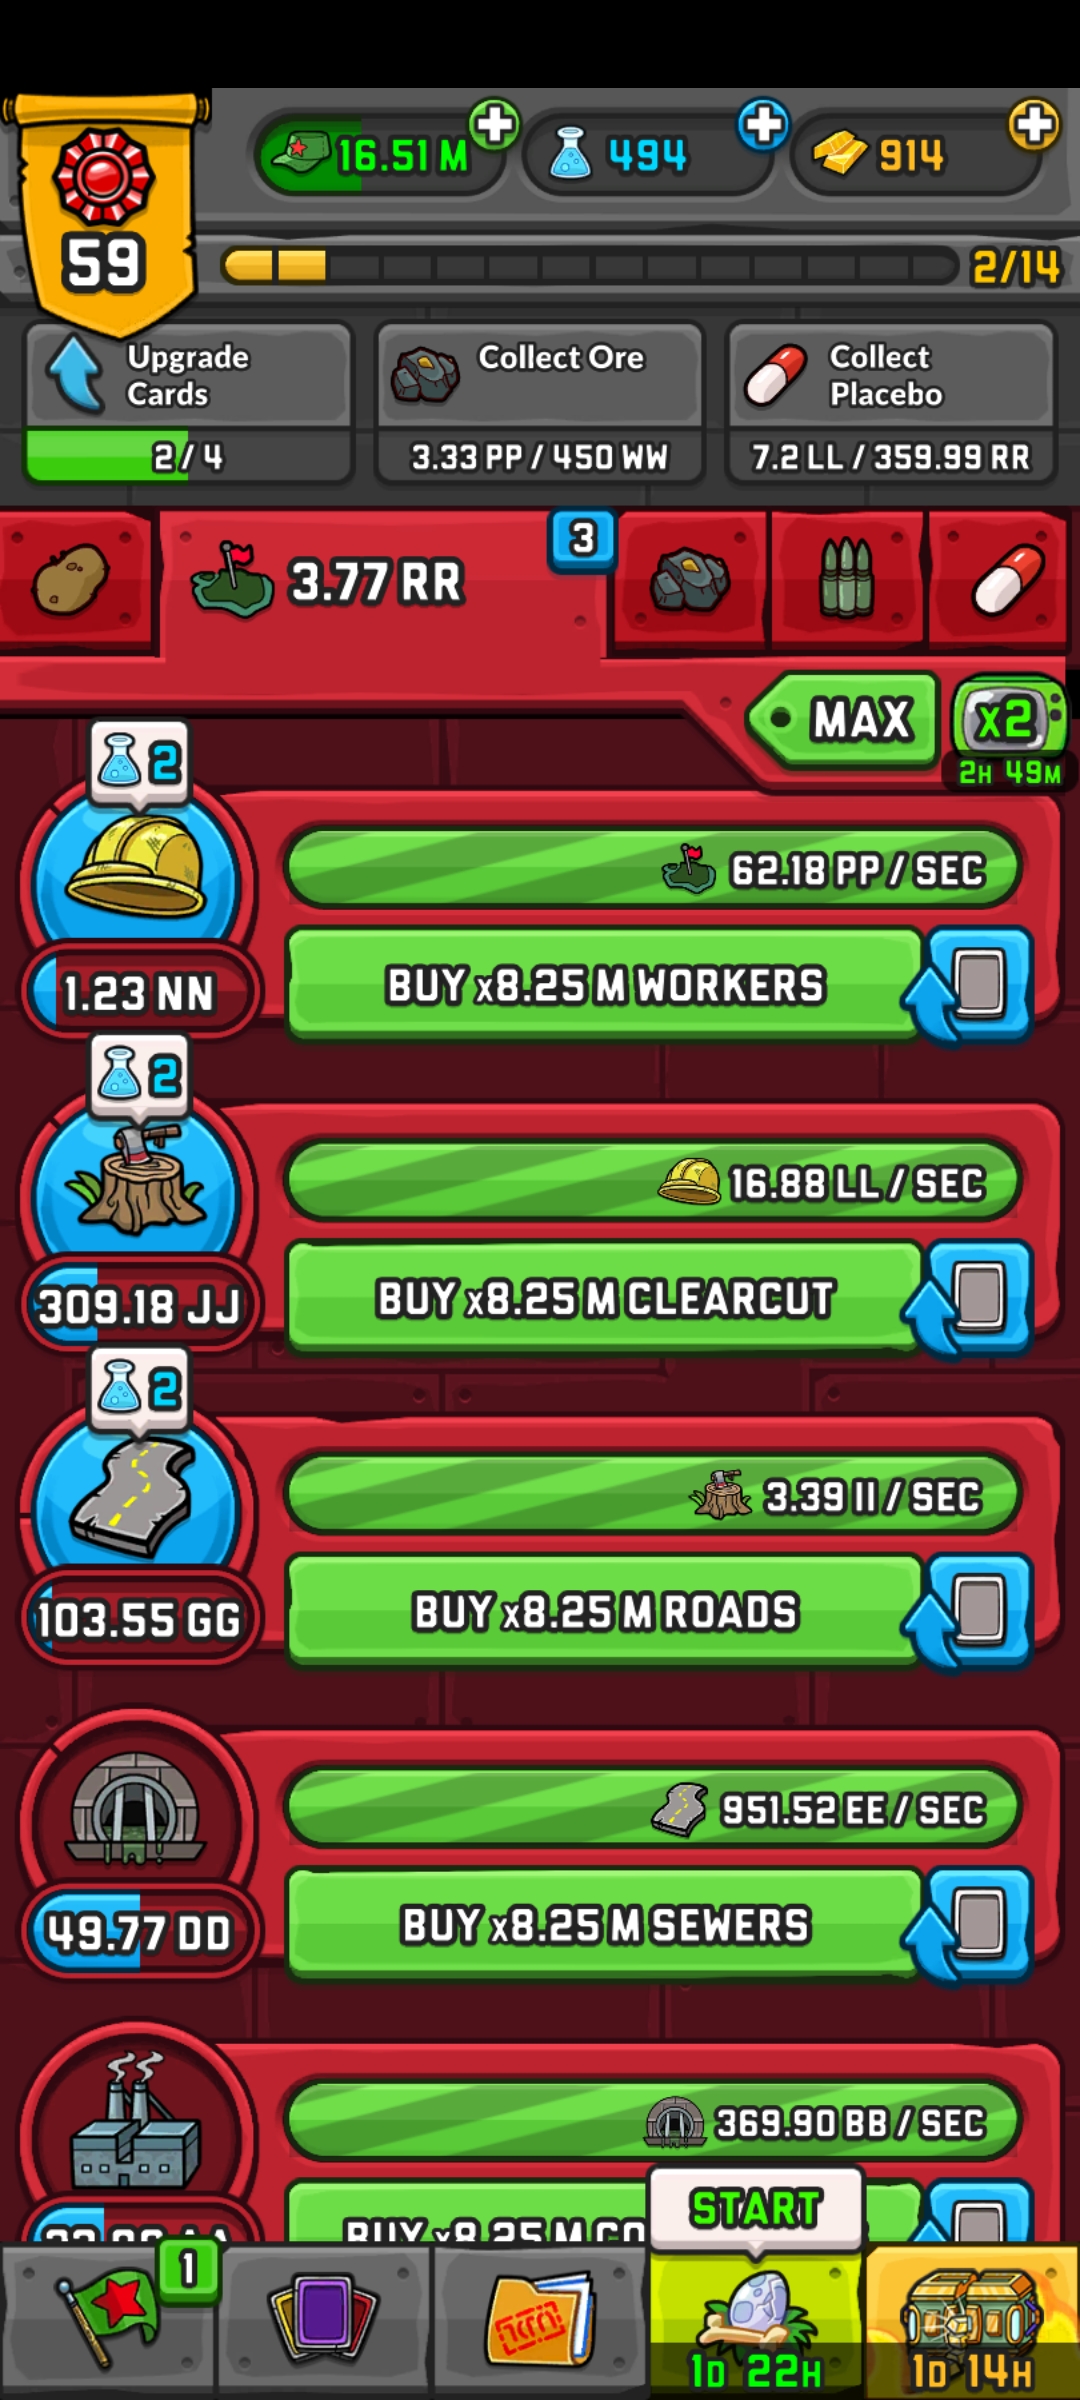 16.51 M
494
914
59
2/14
Upgrade
Cards
Collect Ore
Collect
Placebo
2/4
3.33 PP / 450 WW
7.2 LL / 359.99 RR
3.77 RR
3
MAX
x2
2H 49M
2
62.18 PP / SEC
BUY x8.25 M WORKERS
1.23 NN
2
16.88 LL / SEC
BUY x8.25 M CLEARCUT
309.18 JJ
2
3.39 II / SEC
BUY x8.25 M ROADS
103.55 GG
951.52 EE / SEC
BUY x8.25 M SEWERS
49.77 DD
369.90 BB / SEC
BUY x8.25 M
START
1
1D 22H
1D 14H